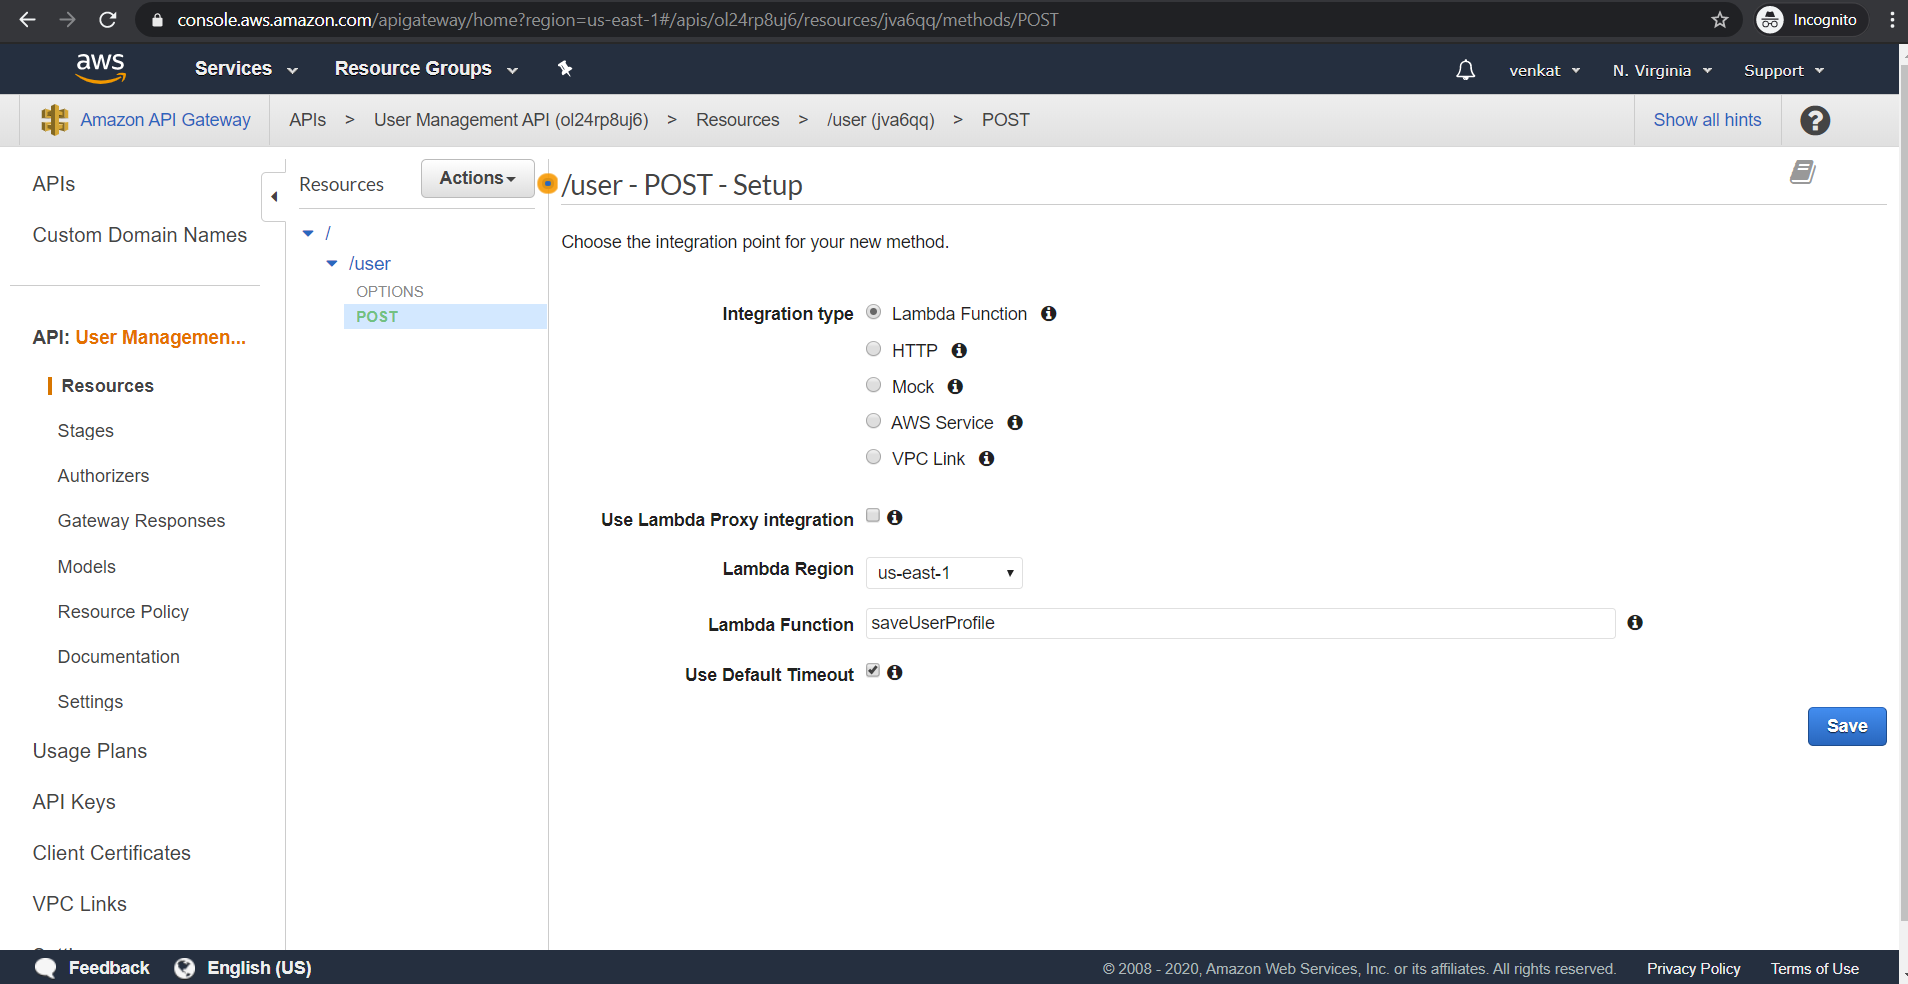 console.aws.amazon.com/apigateway/home?region=us-east-1#/apis/ol24rp8uj6/resources/jva6qq/methods/POST
Incognito
aws
Services
Resource Groups
venkat
N. Virginia
Support
Amazon API Gateway
APIs > User Management API (ol24rp8uj6) > Resources > /user (jva6qq) > POST
Show all hints
?
APIs
Custom Domain Names
API: User Managemen...
Resources
Stages
Authorizers
Gateway Responses
Models
Resource Policy
Documentation
Settings
Usage Plans
API Keys
Client Certificates
VPC Links
Resources
Actions
/
/user
OPTIONS
POST
/user - POST - Setup
Choose the integration point for your new method.
Integration type
Lambda Function
HTTP
Mock
AWS Service
VPC Link
Use Lambda Proxy integration
Lambda Region
us-east-1
Lambda Function
saveUserProfile
Use Default Timeout
Save
Feedback
English (US)
© 2008 - 2020, Amazon Web Services, Inc. or its affiliates. All rights reserved.
Privacy Policy
Terms of Use